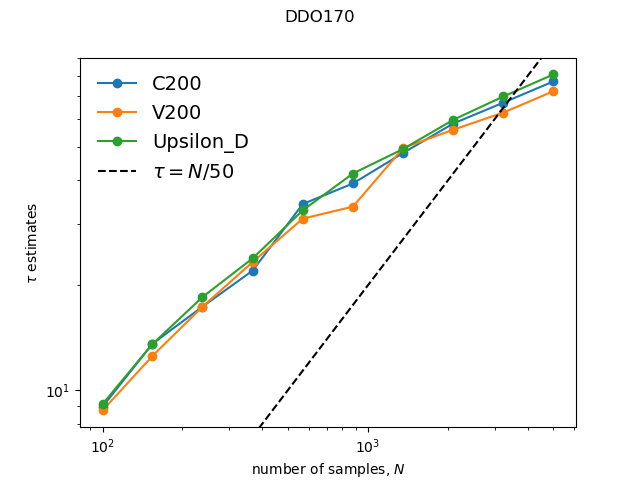 DDO170
C200
V200
Upsilon_D
τ = N/50
τ estimates
10¹
10² 10³
number of samples, N